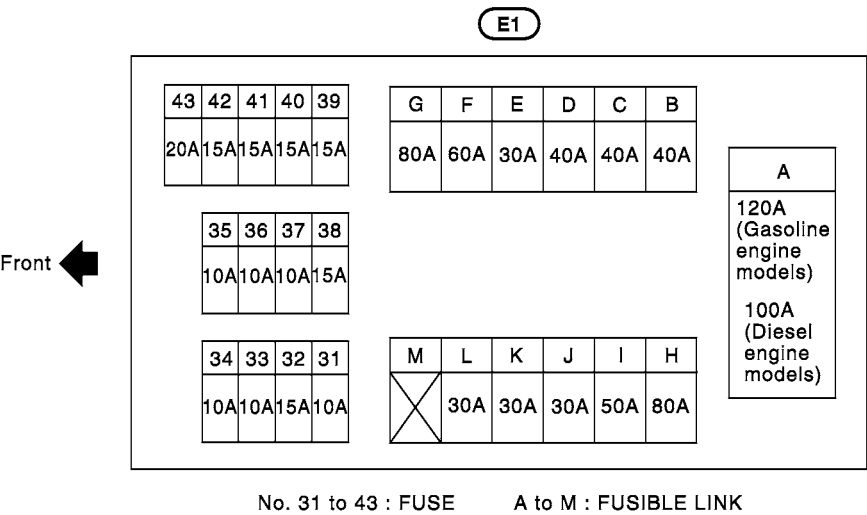 E1
43 42 41 40 39
20A 15A 15A 15A 15A
G F E D C B
80A 60A 30A 40A 40A 40A
A
120A
(Gasoline
engine
models)
100A
(Diesel
engine
models)
35 36 37 38
10A 10A 10A 15A
Front
34 33 32 31
10A 10A 15A 10A
M L K J I H
30A 30A 30A 50A 80A
No. 31 to 43 : FUSE
A to M : FUSIBLE LINK